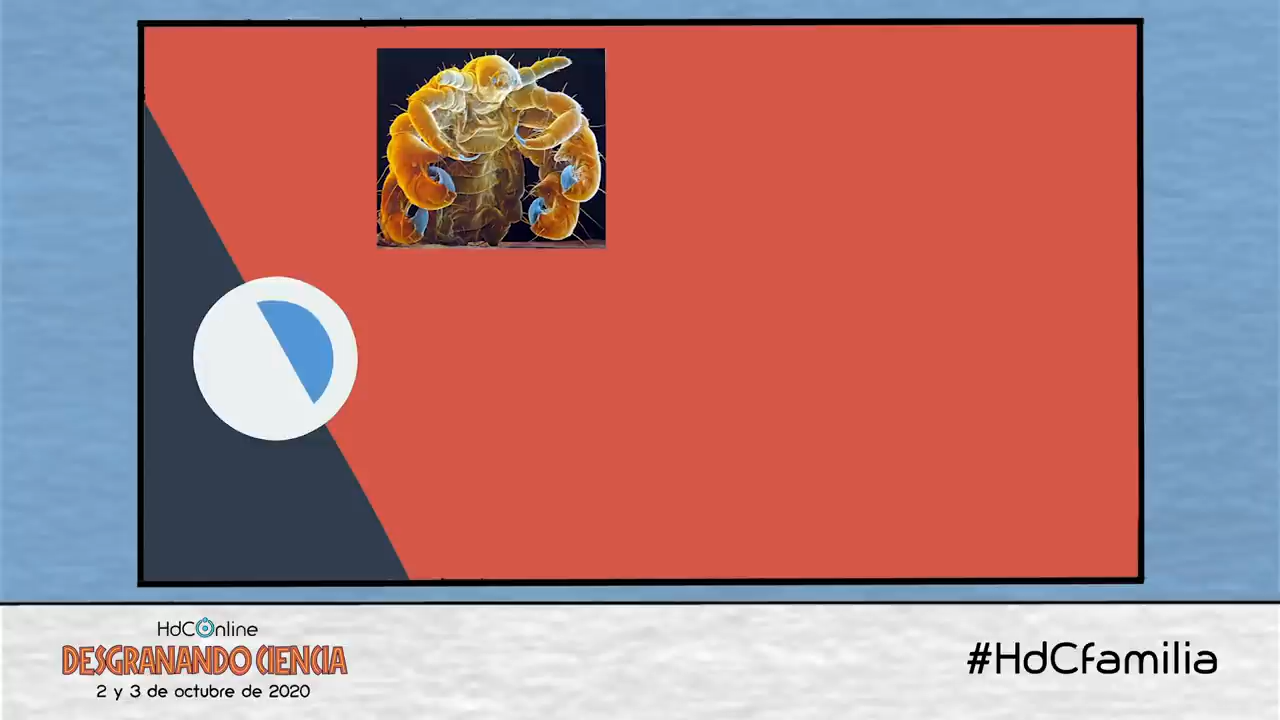 HdCOnline
DESGRANANDO CIENCIA
2 y 3 de octubre de 2020
#HdCfamilia